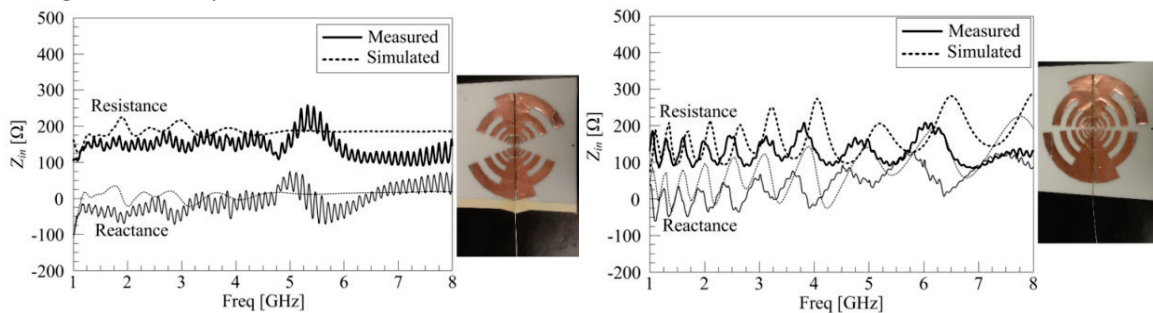 500
400
300
200
100
0
-100
-200
Z_in [Ω]
Measured
Simulated
Resistance
Reactance
1 2 3 4 5 6 7 8
Freq [GHz]
500
400
300
200
100
0
-100
-200
Z_in [Ω]
Measured
Simulated
Resistance
Reactance
1 2 3 4 5 6 7 8
Freq [GHz]